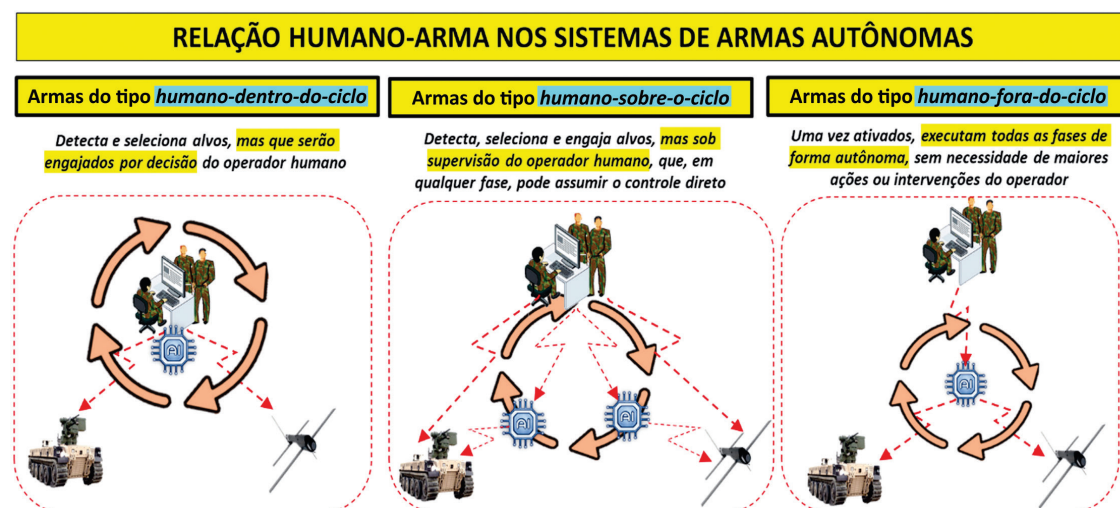 RELAÇÃO HUMANO-ARMA NOS SISTEMAS DE ARMAS AUTÔNOMAS
Armas do tipo humano-dentro-do-ciclo
Detecta e seleciona alvos, mas que serão
engajados por decisão do operador humano
AI
Armas do tipo humano-sobre-o-ciclo
Detecta, seleciona e engaja alvos, mas sob
supervisão do operador humano, que, em
qualquer fase, pode assumir o controle direto
AI
AI
Armas do tipo humano-fora-do-ciclo
Uma vez ativados, executam todas as fases de
forma autônoma, sem necessidade de maiores
ações ou intervenções do operador
AI